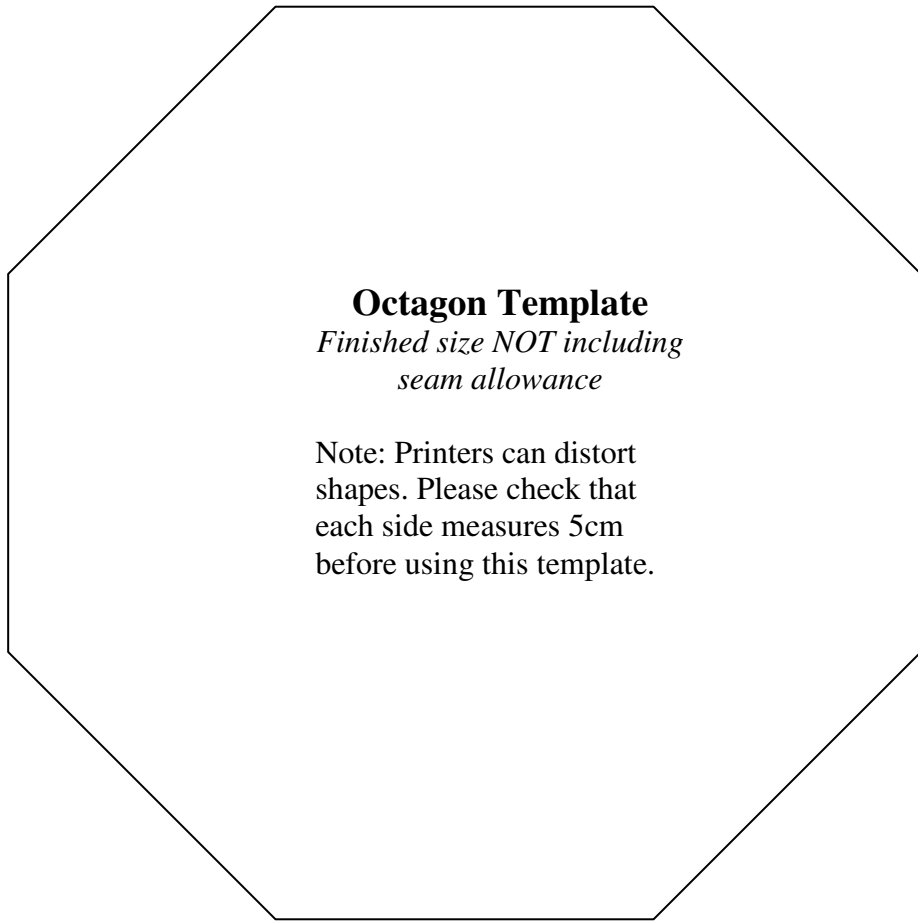 Octagon Template
Finished size NOT including
seam allowance
Note: Printers can distort
shapes. Please check that
each side measures 5cm
before using this template.